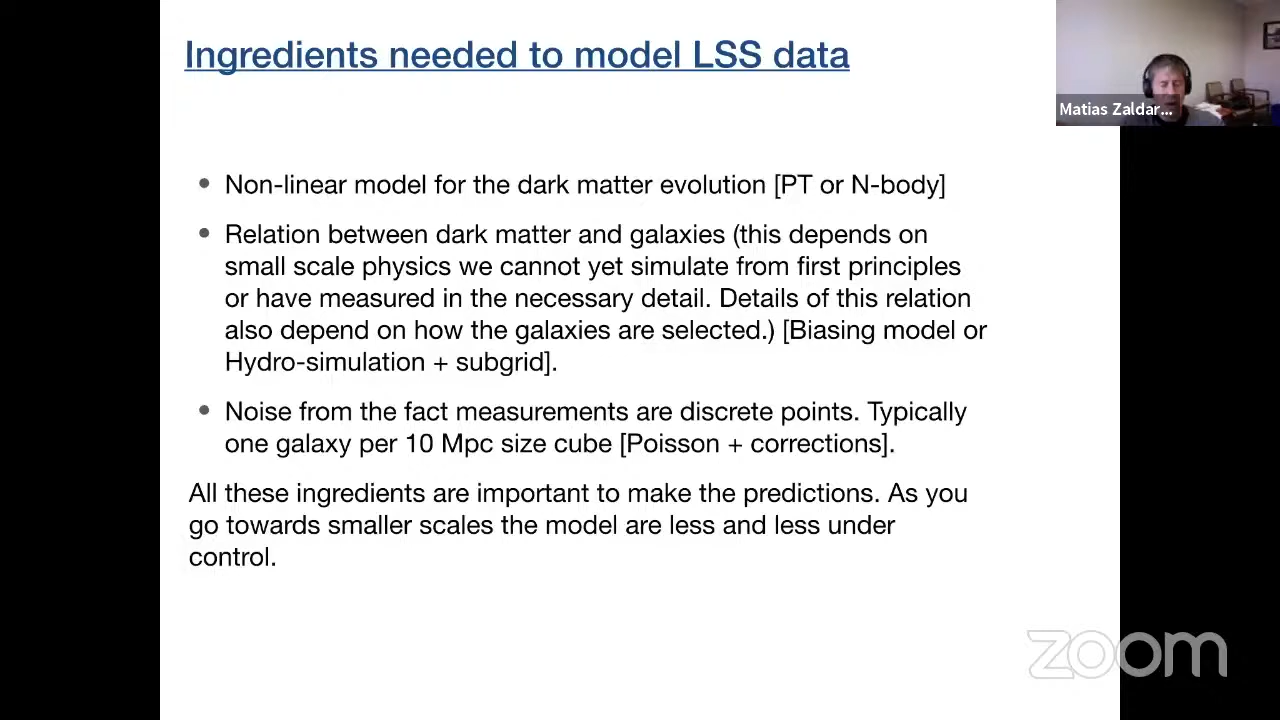 Ingredients needed to model LSS data
Matias Zaldar...
• Non-linear model for the dark matter evolution [PT or N-body]
• Relation between dark matter and galaxies (this depends on
small scale physics we cannot yet simulate from first principles
or have measured in the necessary detail. Details of this relation
also depend on how the galaxies are selected.) [Biasing model or
Hydro-simulation + subgrid].
• Noise from the fact measurements are discrete points. Typically
one galaxy per 10 Mpc size cube [Poisson + corrections].
All these ingredients are important to make the predictions. As you
go towards smaller scales the model are less and less under
control.
zoom